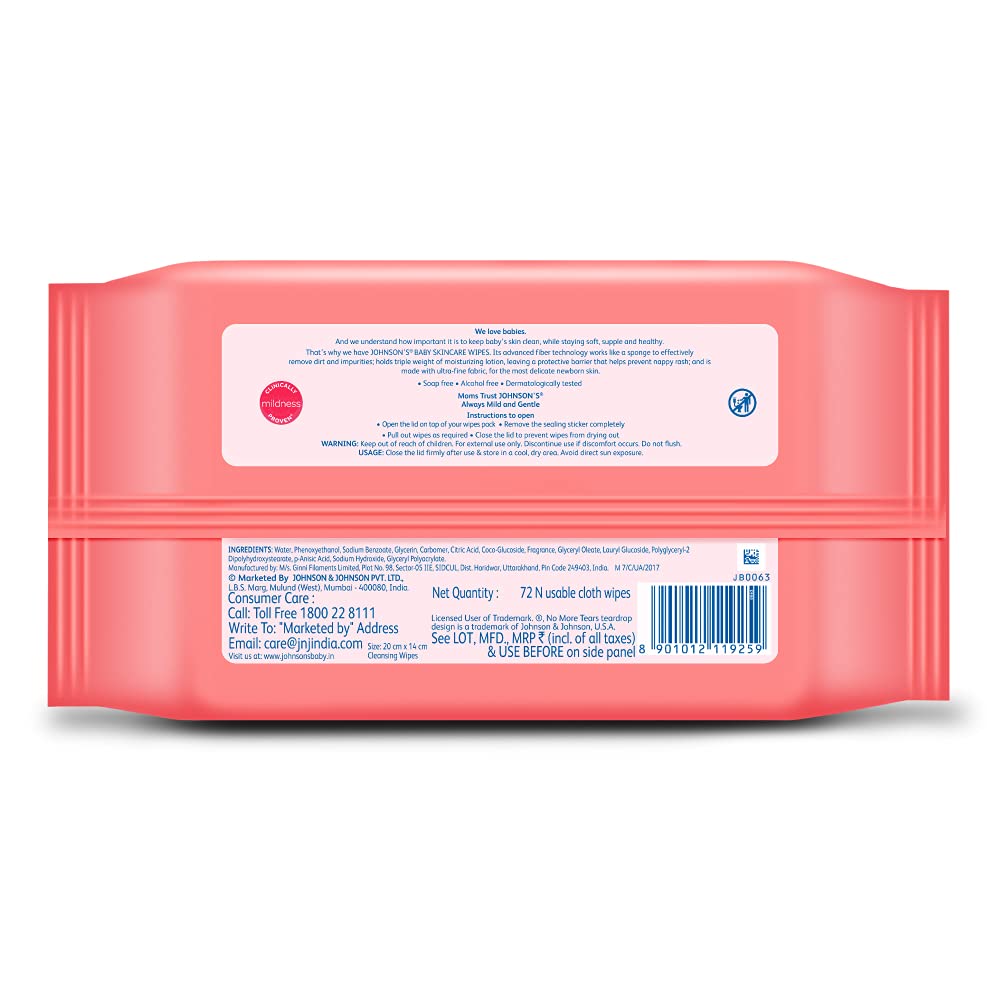 We love babies.
And we understand how important it is to keep baby's skin clean, while staying soft, supple and healthy.
That's why we have JOHNSON'S® BABY SKINCARE WIPES. Its advanced fiber technology works like a sponge to effectively
remove dirt and impurities; holds triple weight of moisturizing lotion, leaving a protective barrier that helps prevent nappy rash; and is
made with ultra-fine fabric, for the most delicate newborn skin.
• Soap free • Alcohol free • Dermatologically tested
Moms Trust JOHNSON'S®
Always Mild and Gentle
Instructions to open
• Open the lid on top of your wipes pack • Remove the sealing sticker completely
• Pull out wipes as required • Close the lid to prevent wipes from drying out
WARNING: Keep out of reach of children. For external use only. Discontinue use if discomfort occurs. Do not flush.
USAGE: Close the lid firmly after use & store in a cool, dry area. Avoid direct sun exposure.
CLINICALLY
mildness
PROVEN
INGREDIENTS: Water, Phenoxyethanol, Sodium Benzoate, Glycerin, Carbomer, Citric Acid, Coco-Glucoside, Fragrance, Glyceryl Oleate, Lauryl Glucoside, Polyglyceryl-2
Dipolyhydroxystearate, p-Anisic Acid, Sodium Hydroxide, Glyceryl Polyacrylate.
Manufactured by: M/s. Ginni Filaments Limited, Plot No. 98, Sector-05 IIE, SIDCUL, Dist. Haridwar, Uttarakhand, Pin Code 249403, India. M 7/C/UA/2017
© Marketed By JOHNSON & JOHNSON PVT. LTD.,
L.B.S. Marg, Mulund (West), Mumbai - 400080, India.
Consumer Care :
Call: Toll Free 1800 22 8111
Write To: "Marketed by" Address
Email: care@jnjindia.com
Visit us at: www.johnsonsbaby.in
Size: 20 cm x 14 cm
Cleansing Wipes
Net Quantity : 72 N usable cloth wipes
Licensed User of Trademark. ®, No More Tears teardrop
design is a trademark of Johnson & Johnson, U.S.A.
See LOT, MFD., MRP ₹ (incl. of all taxes)
& USE BEFORE on side panel
JB0063
8 901012 119259